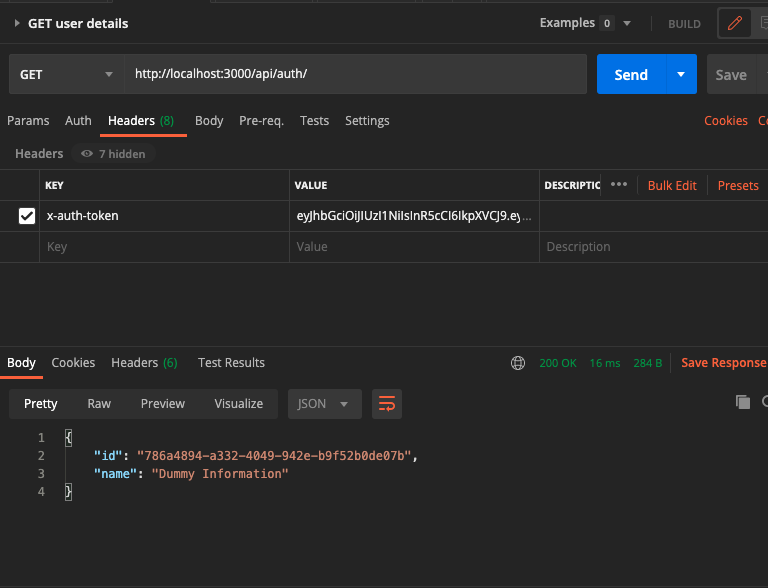 GET user details
Examples 0
BUILD
GET
http://localhost:3000/api/auth/
Send
Save
Params Auth Headers (8) Body Pre-req. Tests Settings
Cookies
Headers 7 hidden
KEY VALUE DESCRIPTIC ••• Bulk Edit Presets
x-auth-token eyJhbGciOiJIUzI1NiIsInR5cCI6IkpXVCJ9.ey...
Key Value Description
Body Cookies Headers (6) Test Results
200 OK 16 ms 284 B Save Response
Pretty Raw Preview Visualize JSON
1 {
2 "id": "786a4894-a332-4049-942e-b9f52b0de07b",
3 "name": "Dummy Information"
4 }